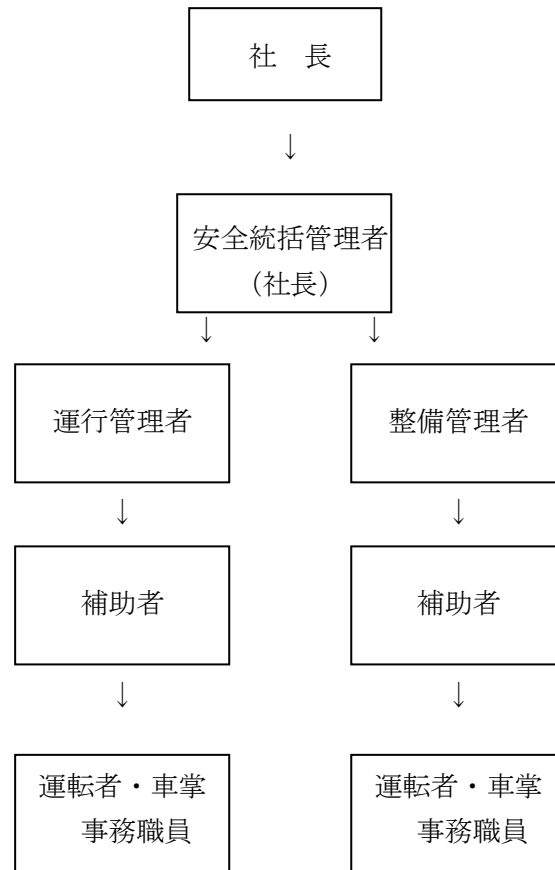 社　長
↓
安全統括管理者
（社長）
↓ ↓
運行管理者 整備管理者
↓ ↓
補助者 補助者
↓ ↓
運転者・車掌 運転者・車掌
事務職員 事務職員